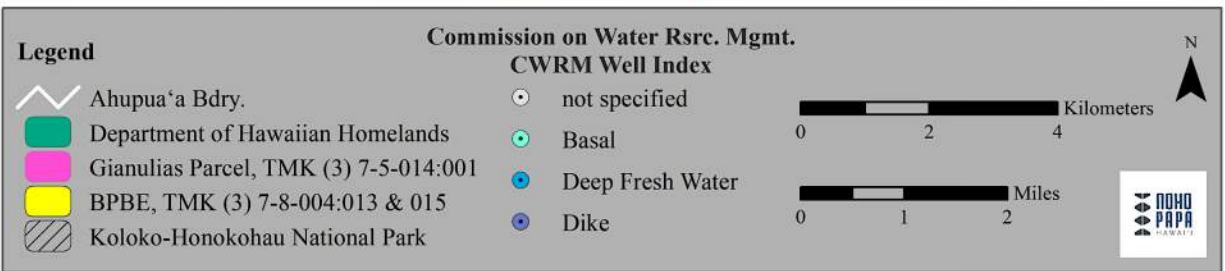 Legend
Ahupuaʻa Bdry.
Department of Hawaiian Homelands
Gianulias Parcel, TMK (3) 7-5-014:001
BPBE, TMK (3) 7-8-004:013 & 015
Koloko-Honokohau National Park
Commission on Water Rsrc. Mgmt.
CWRM Well Index
not specified
Basal
Deep Fresh Water
Dike
Kilometers
0 2 4
Miles
0 1 2
N
NOHO
PAPA
HAWAIʻI